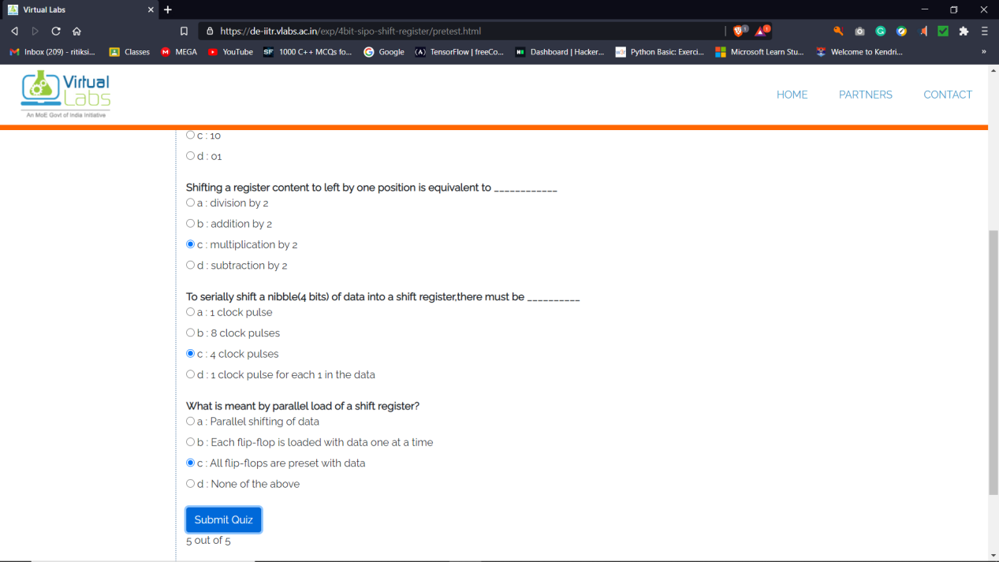 Virtual Labs
https://de-iitr.vlabs.ac.in/exp/4bit-sipo-shift-register/pretest.html
Inbox (209) - ritiksi... Classes MEGA YouTube SF 1000 C++ MCQs fo... Google TensorFlow | freeCo... Dashboard | Hacker... w3r Python Basic: Exerci... Microsoft Learn Stu... Welcome to Kendri... »
Virtual
Labs
An MoE Govt of India Initiative
HOME PARTNERS CONTACT
c : 10
d : 01
Shifting a register content to left by one position is equivalent to ____________
a : division by 2
b : addition by 2
c : multiplication by 2
d : subtraction by 2
To serially shift a nibble(4 bits) of data into a shift register,there must be __________
a : 1 clock pulse
b : 8 clock pulses
c : 4 clock pulses
d : 1 clock pulse for each 1 in the data
What is meant by parallel load of a shift register?
a : Parallel shifting of data
b : Each flip-flop is loaded with data one at a time
c : All flip-flops are preset with data
d : None of the above
Submit Quiz
5 out of 5